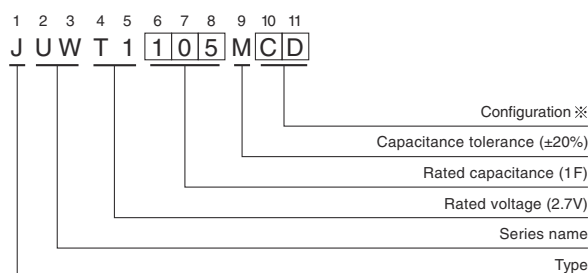 1 2 3 4 5 6 7 8 9 10 11
J U W T 1 1 0 5 M C D
Configuration ※
Capacitance tolerance (±20%)
Rated capacitance (1F)
Rated voltage (2.7V)
Series name
Type